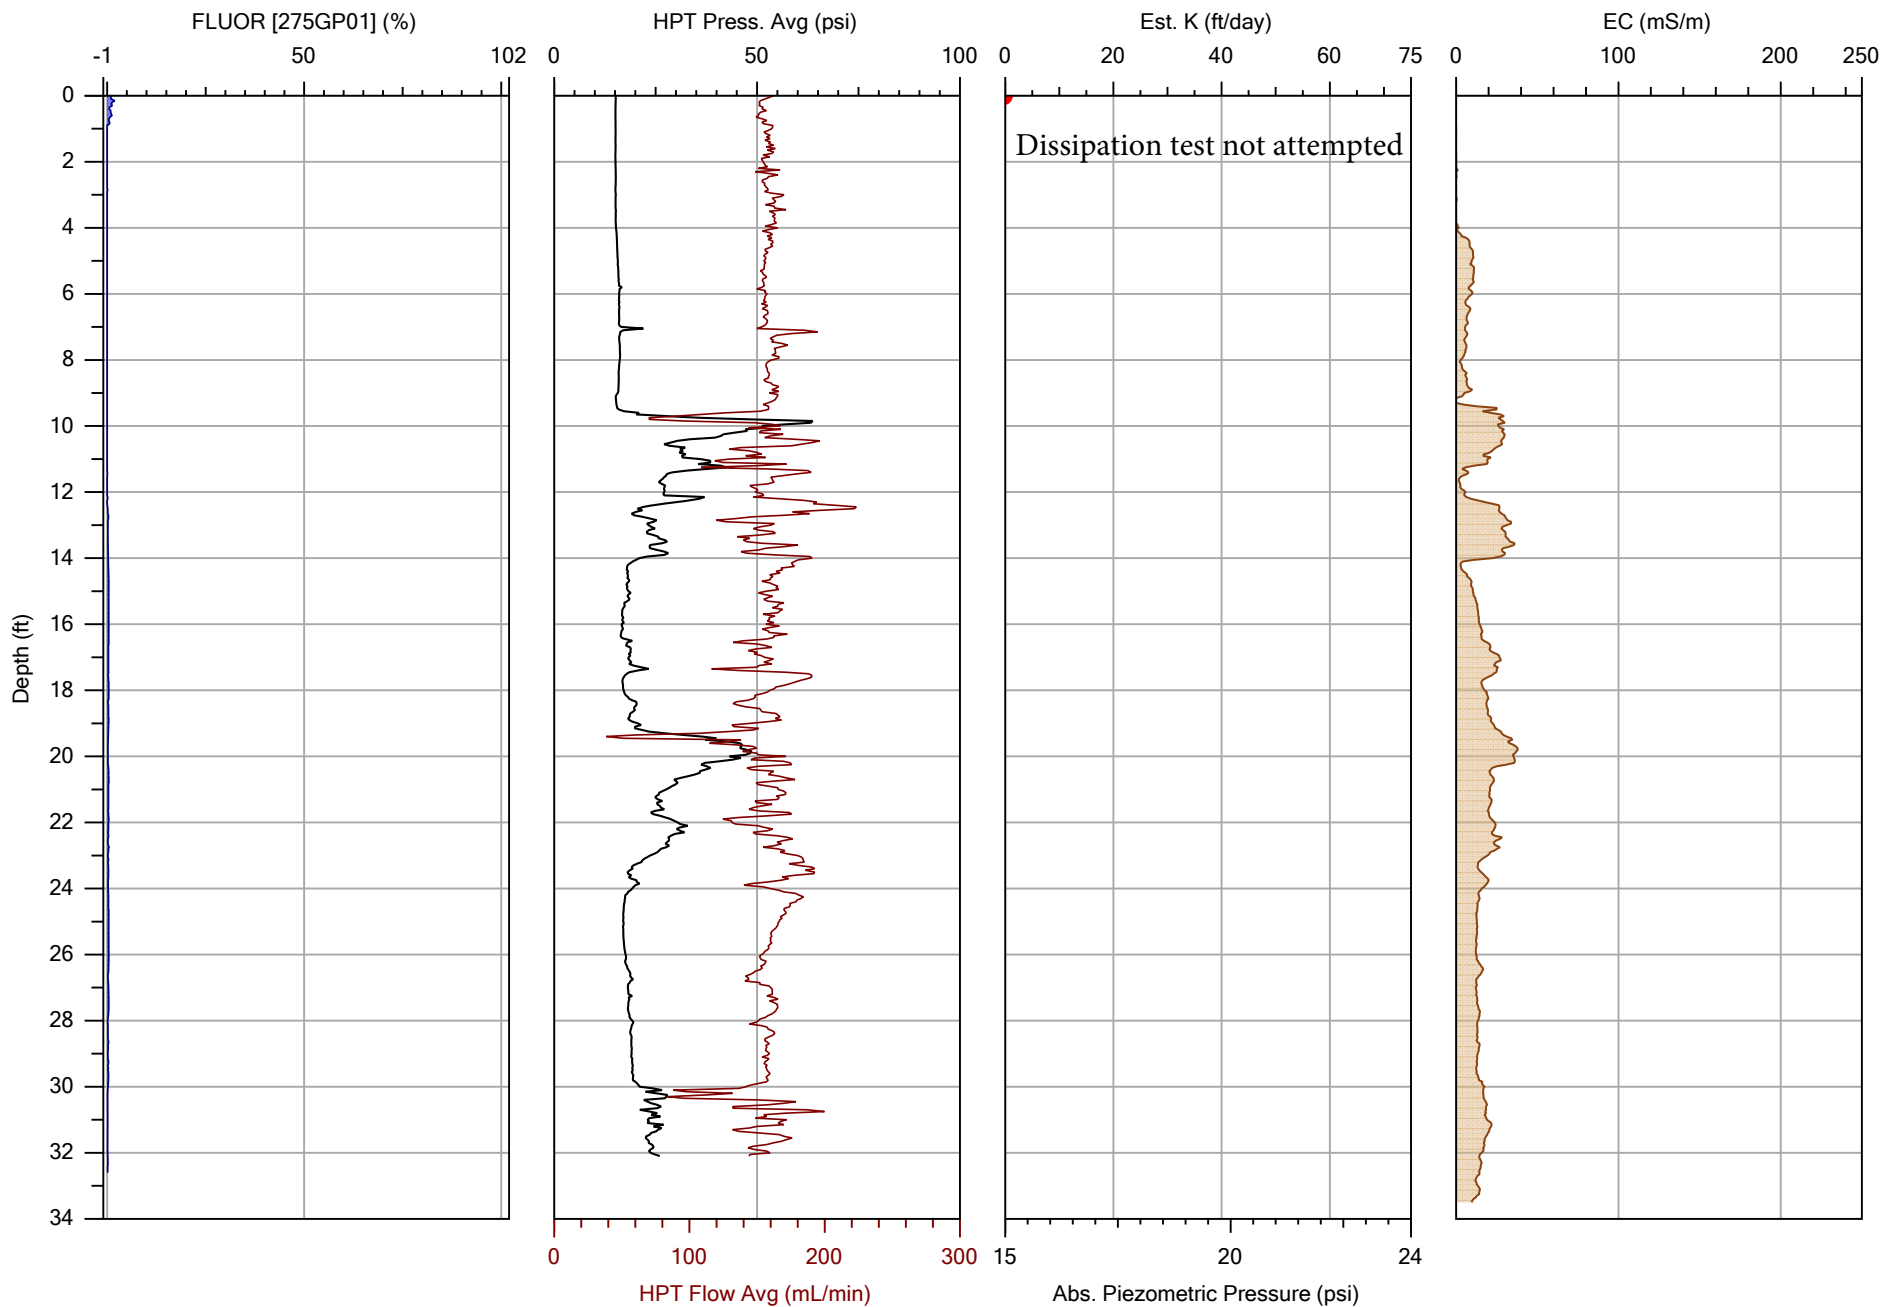 FLUOR [275GP01] (%)
HPT Press. Avg (psi)
Est. K (ft/day)
EC (mS/m)
-1 50 102
0 50 100
0 20 40 60 75
0 100 200 250
0
2
4
6
8
10
12
14
16
18
20
22
24
26
28
30
32
34
Depth (ft)
Dissipation test not attempted
0 100 200 300
15 20 24
HPT Flow Avg (mL/min)
Abs. Piezometric Pressure (psi)